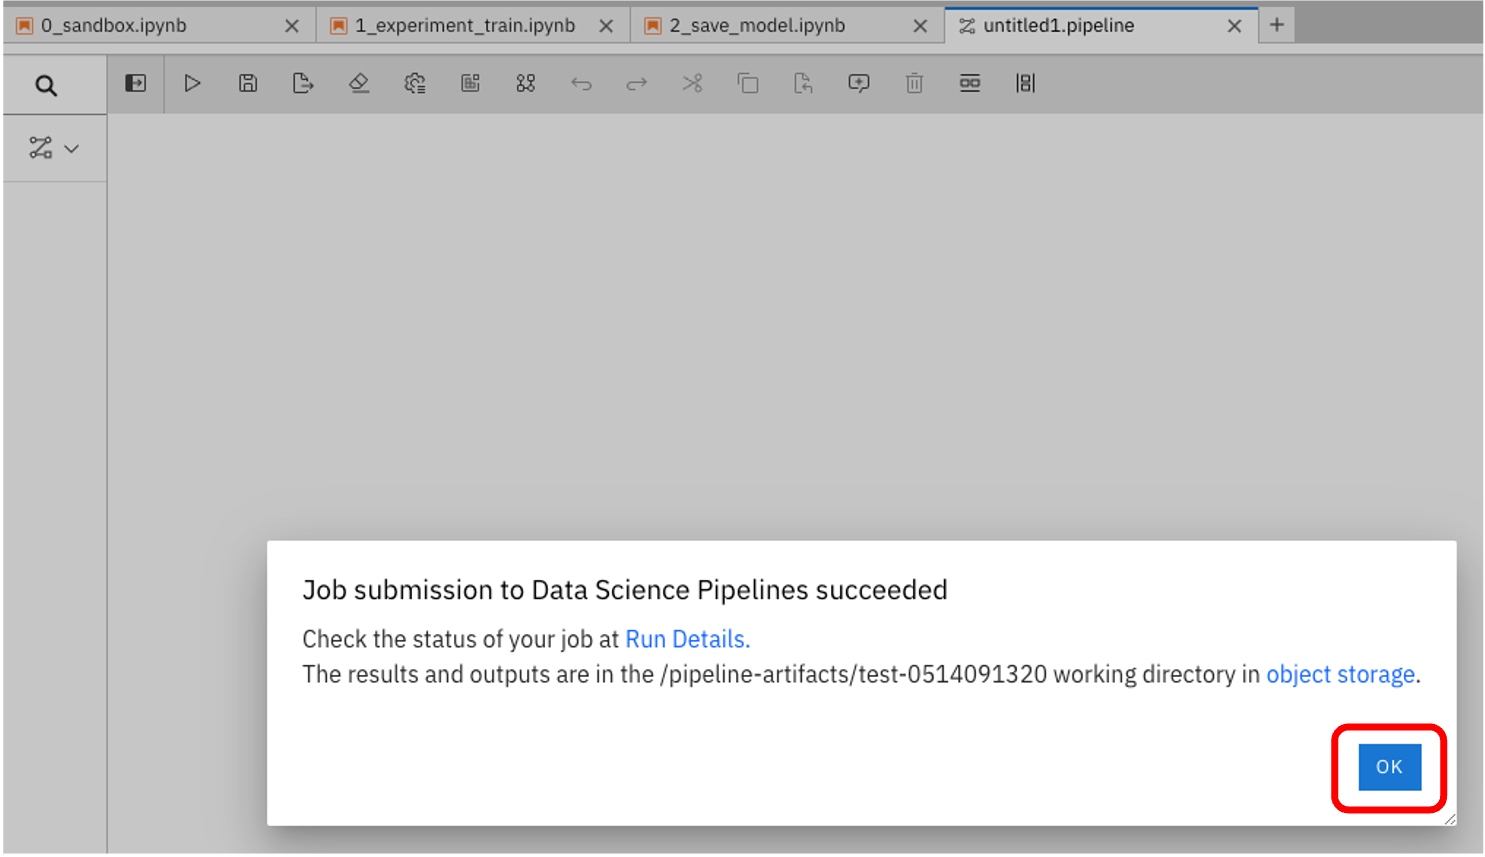 0_sandbox.ipynb 1_experiment_train.ipynb 2_save_model.ipynb untitled1.pipeline
Job submission to Data Science Pipelines succeeded
Check the status of your job at Run Details.
The results and outputs are in the /pipeline-artifacts/test-0514091320 working directory in object storage.
OK